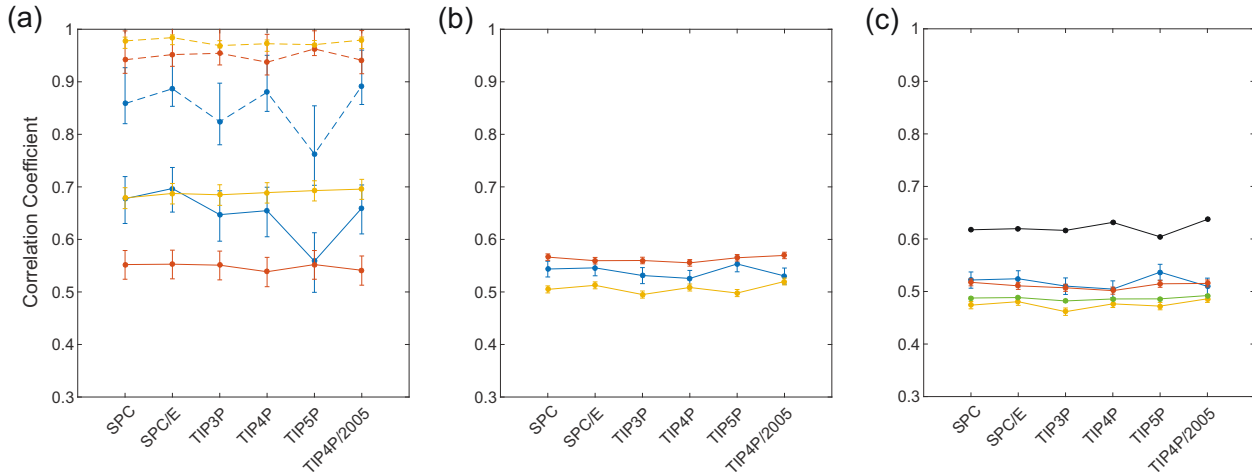 (a)
Correlation Coefficient
1
0.9
0.8
0.7
0.6
0.5
0.4
0.3
SPC
SPC/E
TIP3P
TIP4P
TIP5P
TIP4P/2005
(b)
1
0.9
0.8
0.7
0.6
0.5
0.4
0.3
SPC
SPC/E
TIP3P
TIP4P
TIP5P
TIP4P/2005
(c)
1
0.9
0.8
0.7
0.6
0.5
0.4
0.3
SPC
SPC/E
TIP3P
TIP4P
TIP5P
TIP4P/2005